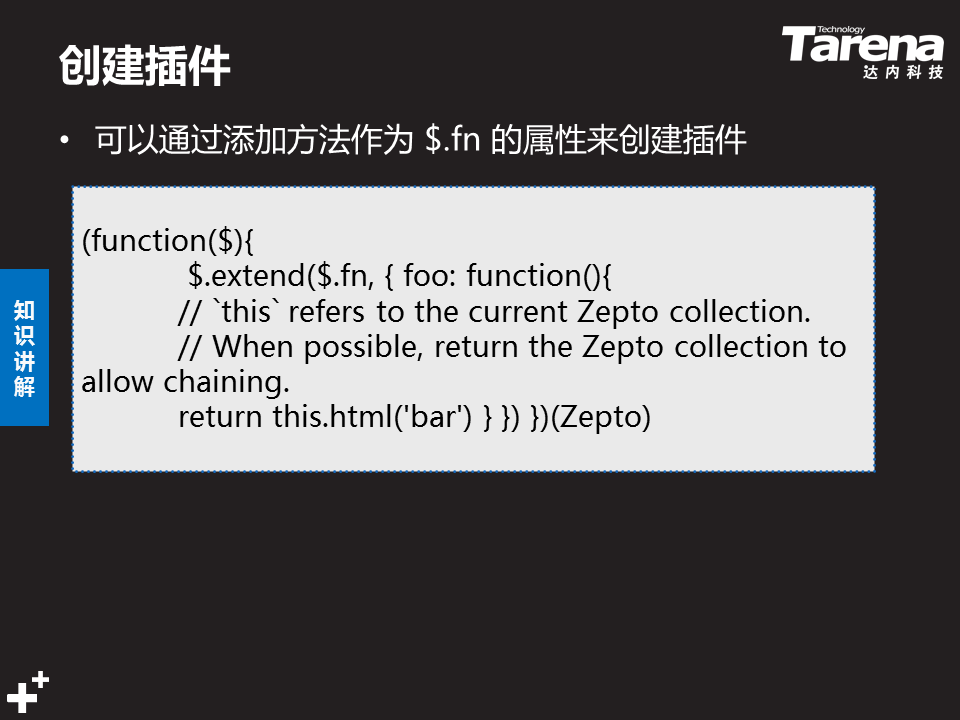 创建插件
Technology
Tarena
达内科技
• 可以通过添加方法作为 $.fn 的属性来创建插件
(function($){
$.extend($.fn, { foo: function(){
// `this` refers to the current Zepto collection.
// When possible, return the Zepto collection to
allow chaining.
return this.html('bar') } }) })(Zepto)
知
识
讲
解